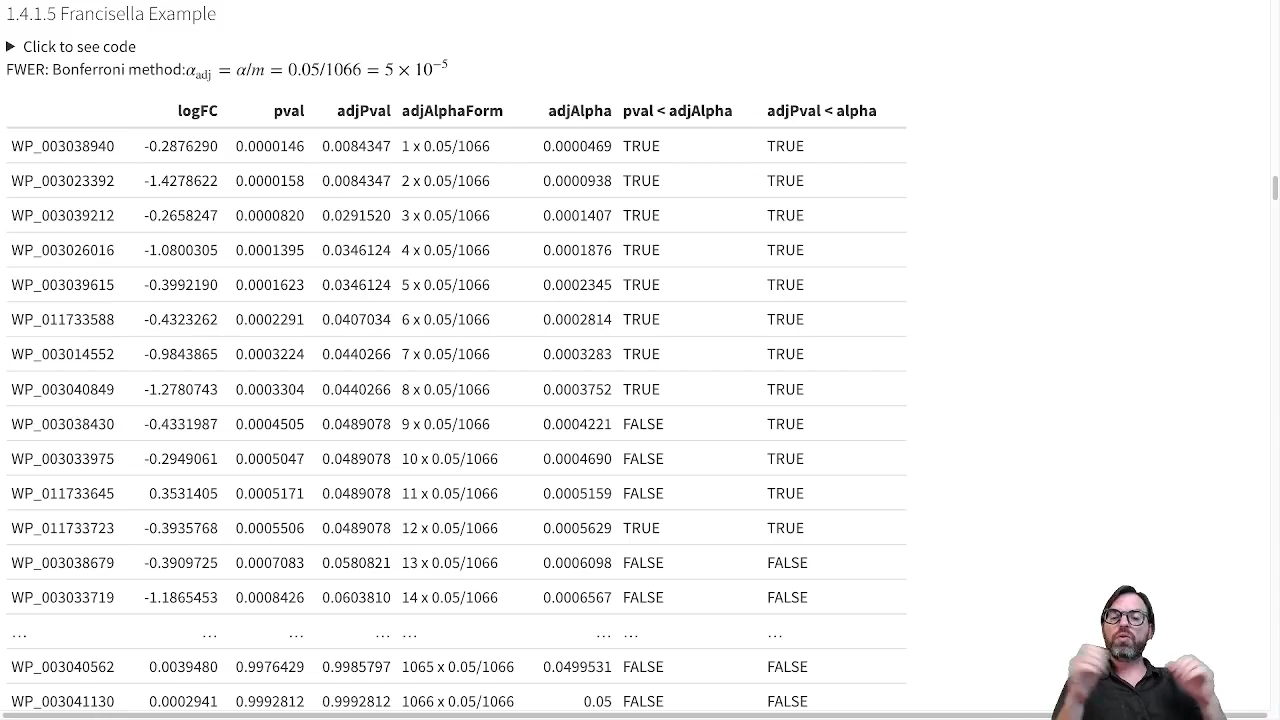 1.4.1.5 Francisella Example
▶ Click to see code
FWER: Bonferroni method:α_adj = α/m = 0.05/1066 = 5 × 10⁻⁵
logFC pval adjPval adjAlphaForm adjAlpha pval < adjAlpha adjPval < alpha
WP_003038940 -0.2876290 0.0000146 0.0084347 1 x 0.05/1066 0.0000469 TRUE TRUE
WP_003023392 -1.4278622 0.0000158 0.0084347 2 x 0.05/1066 0.0000938 TRUE TRUE
WP_003039212 -0.2658247 0.0000820 0.0291520 3 x 0.05/1066 0.0001407 TRUE TRUE
WP_003026016 -1.0800305 0.0001395 0.0346124 4 x 0.05/1066 0.0001876 TRUE TRUE
WP_003039615 -0.3992190 0.0001623 0.0346124 5 x 0.05/1066 0.0002345 TRUE TRUE
WP_011733588 -0.4323262 0.0002291 0.0407034 6 x 0.05/1066 0.0002814 TRUE TRUE
WP_003014552 -0.9843865 0.0003224 0.0440266 7 x 0.05/1066 0.0003283 TRUE TRUE
WP_003040849 -1.2780743 0.0003304 0.0440266 8 x 0.05/1066 0.0003752 TRUE TRUE
WP_003038430 -0.4331987 0.0004505 0.0489078 9 x 0.05/1066 0.0004221 FALSE TRUE
WP_003033975 -0.2949061 0.0005047 0.0489078 10 x 0.05/1066 0.0004690 FALSE TRUE
WP_011733645 0.3531405 0.0005171 0.0489078 11 x 0.05/1066 0.0005159 FALSE TRUE
WP_011733723 -0.3935768 0.0005506 0.0489078 12 x 0.05/1066 0.0005629 TRUE TRUE
WP_003038679 -0.3909725 0.0007083 0.0580821 13 x 0.05/1066 0.0006098 FALSE FALSE
WP_003033719 -1.1865453 0.0008426 0.0603810 14 x 0.05/1066 0.0006567 FALSE FALSE
… … … … … … … …
WP_003040562 0.0039480 0.9976429 0.9985797 1065 x 0.05/1066 0.0499531 FALSE FALSE
WP_003041130 0.0002941 0.9992812 0.9992812 1066 x 0.05/1066 0.05 FALSE FALSE